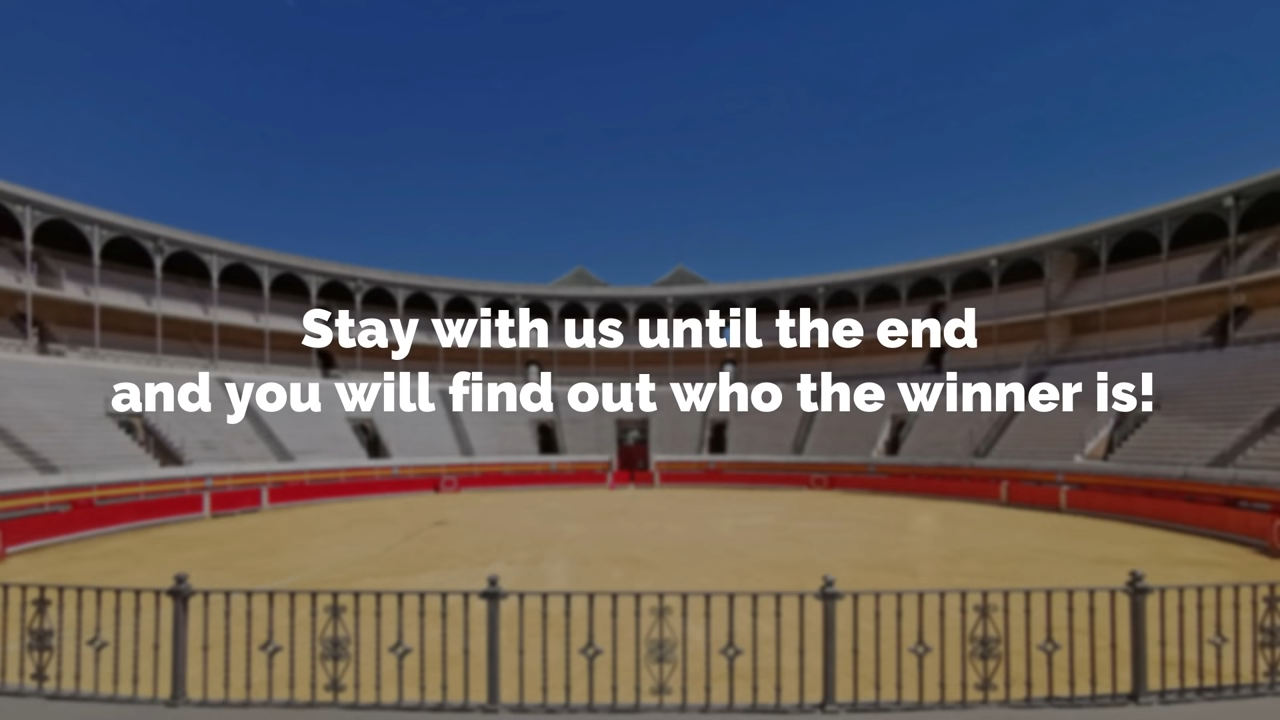 Stay with us until the end
and you will find out who the winner is!